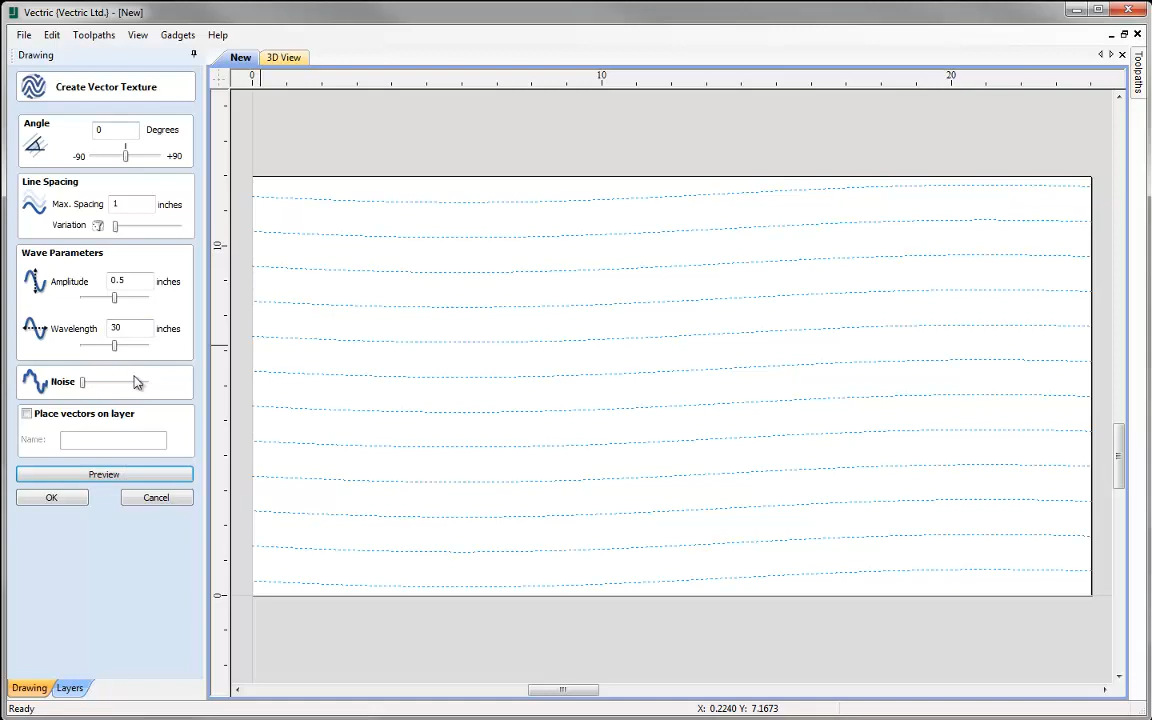 Vectric {Vectric Ltd.} - [New]
File Edit Toolpaths View Gadgets Help
Drawing
New 3D View
Toolpaths
Create Vector Texture
0 10 20
Angle
0 Degrees
-90 +90
Line Spacing
Max. Spacing 1 inches
Variation
Wave Parameters
10
Amplitude 0.5 inches
Wavelength 30 inches
Noise
Place vectors on layer
Name:
Preview
OK Cancel
0
Drawing Layers
Ready X: 0.2240 Y: 7.1673